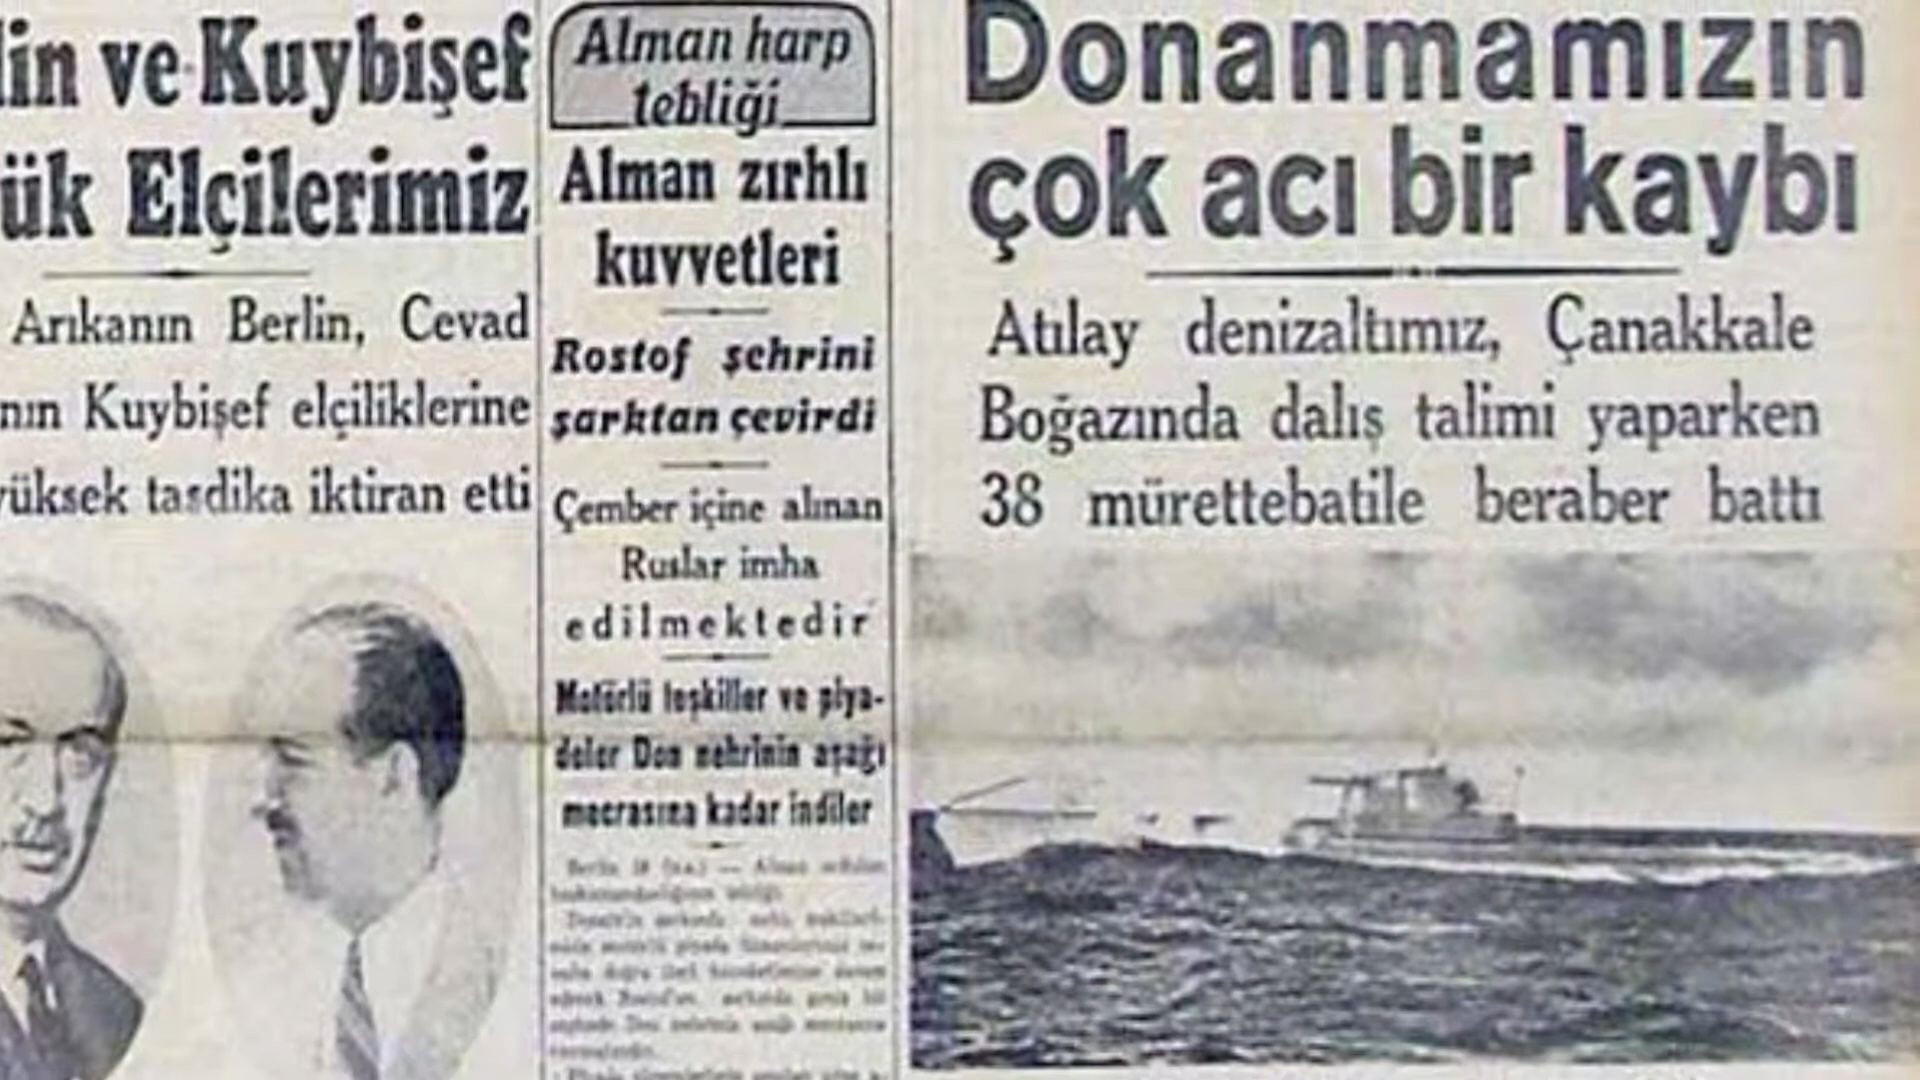 lin ve Kuybişef
ük Elçilerimiz
Arıkanın Berlin, Cevad
nın Kuybişef elçiliklerine
yüksek tasdika iktiran etti
Alman harp
tebliği
Alman zırhlı
kuvvetleri
Rostof şehrini
şarktan çevirdi
Çember içine alınan
Ruslar imha
edilmektedir
Motörlü teşkiller ve piya-
deler Don nehrinin aşağı
mecrasına kadar indiler
Berlin 18 (a.a.) — Alman
Donanmamızın
çok acı bir kaybı
Atılay denizaltımız, Çanakkale
Boğazında dalış talimi yaparken
38 mürettebatile beraber battı